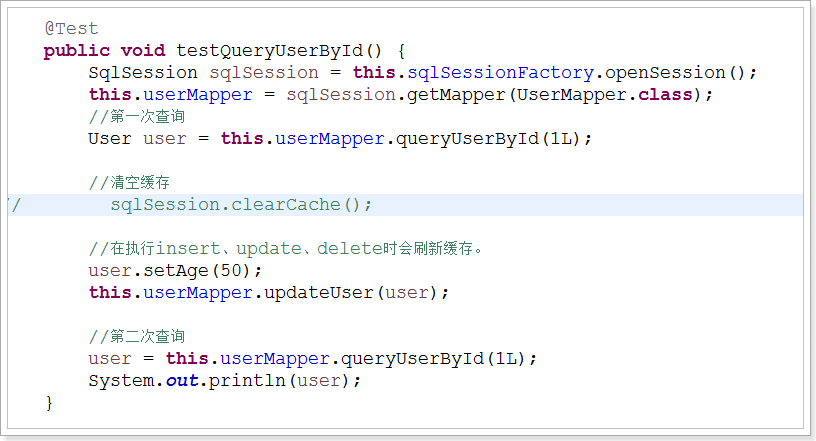 @Test
public void testQueryUserById() {
SqlSession sqlSession = this.sqlSessionFactory.openSession();
this.userMapper = sqlSession.getMapper(UserMapper.class);
//第一次查询
User user = this.userMapper.queryUserById(1L);
//清空缓存
// sqlSession.clearCache();
//在执行insert、update、delete时会刷新缓存。
user.setAge(50);
this.userMapper.updateUser(user);
//第二次查询
user = this.userMapper.queryUserById(1L);
System.out.println(user);
}